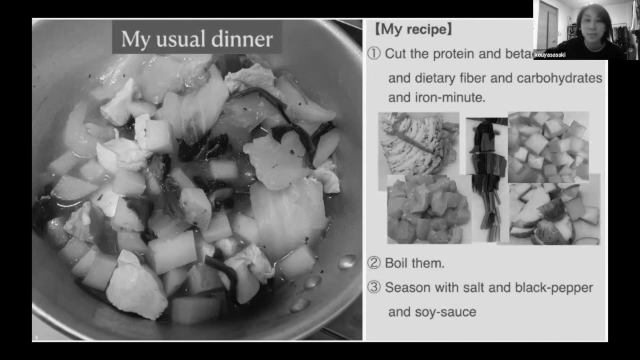 My usual dinner
【My recipe】
① Cut the protein and beta
and dietary fiber and carbohydrates
and iron-minute.
② Boil them.
③ Season with salt and black-pepper
and soy-sauce